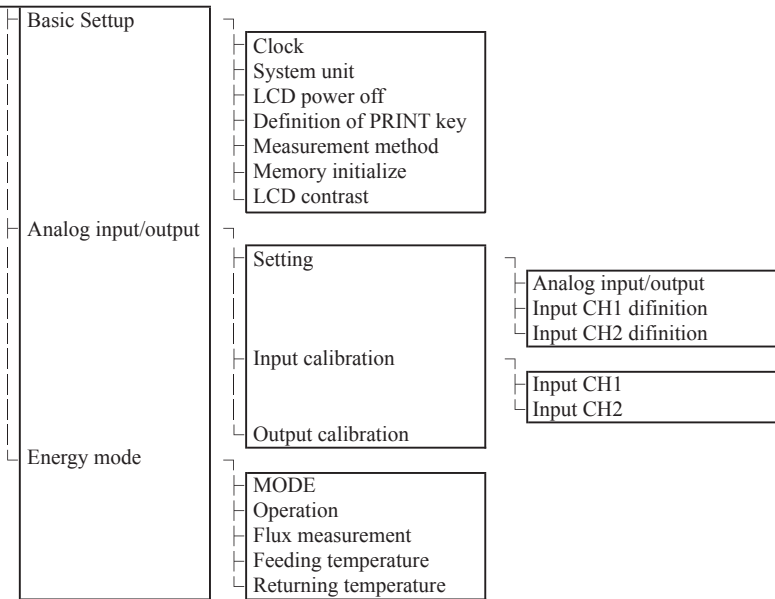 Basic Settup
Clock
System unit
LCD power off
Definition of PRINT key
Measurement method
Memory initialize
LCD contrast
Analog input/output
Setting
Analog input/output
Input CH1 difinition
Input CH2 difinition
Input calibration
Input CH1
Input CH2
Output calibration
Energy mode
MODE
Operation
Flux measurement
Feeding temperature
Returning temperature